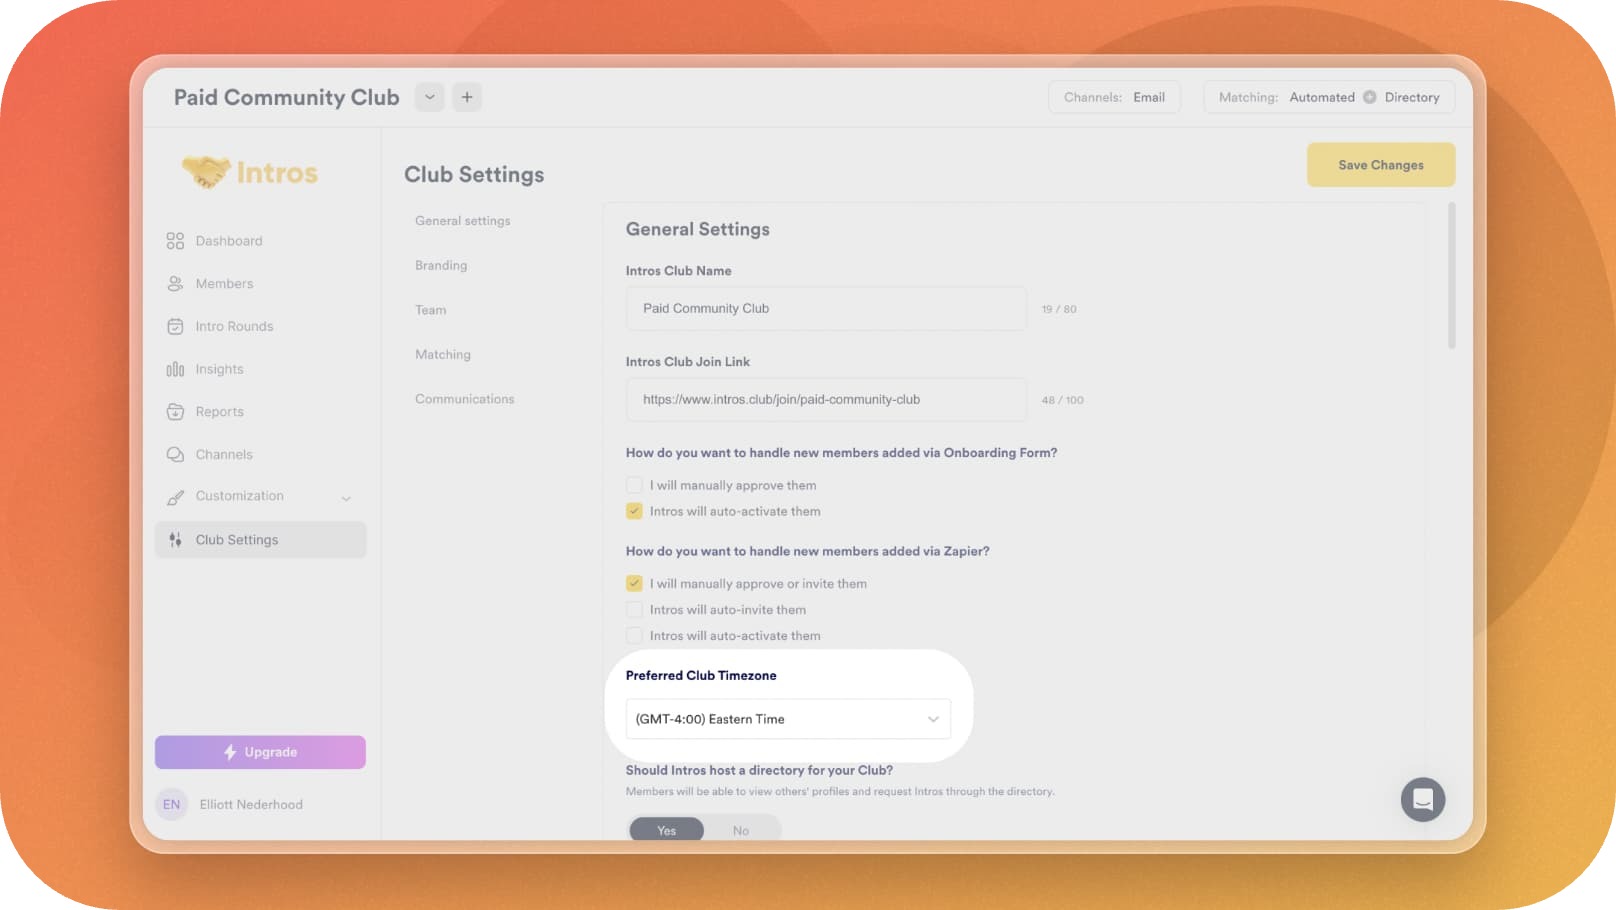 Paid Community Club
Channels: Email
Matching: Automated Directory
Intros
Club Settings
Save Changes
Dashboard
Members
Intro Rounds
Insights
Reports
Channels
Customization
Club Settings
Upgrade
EN Elliott Nederhood
General settings
Branding
Team
Matching
Communications
General Settings
Intros Club Name
Paid Community Club
19 / 80
Intros Club Join Link
https://www.intros.club/join/paid-community-club
48 / 100
How do you want to handle new members added via Onboarding Form?
I will manually approve them
Intros will auto-activate them
How do you want to handle new members added via Zapier?
I will manually approve or invite them
Intros will auto-invite them
Intros will auto-activate them
Preferred Club Timezone
(GMT-4:00) Eastern Time
Should Intros host a directory for your Club?
Members will be able to view others' profiles and request Intros through the directory.
Yes No